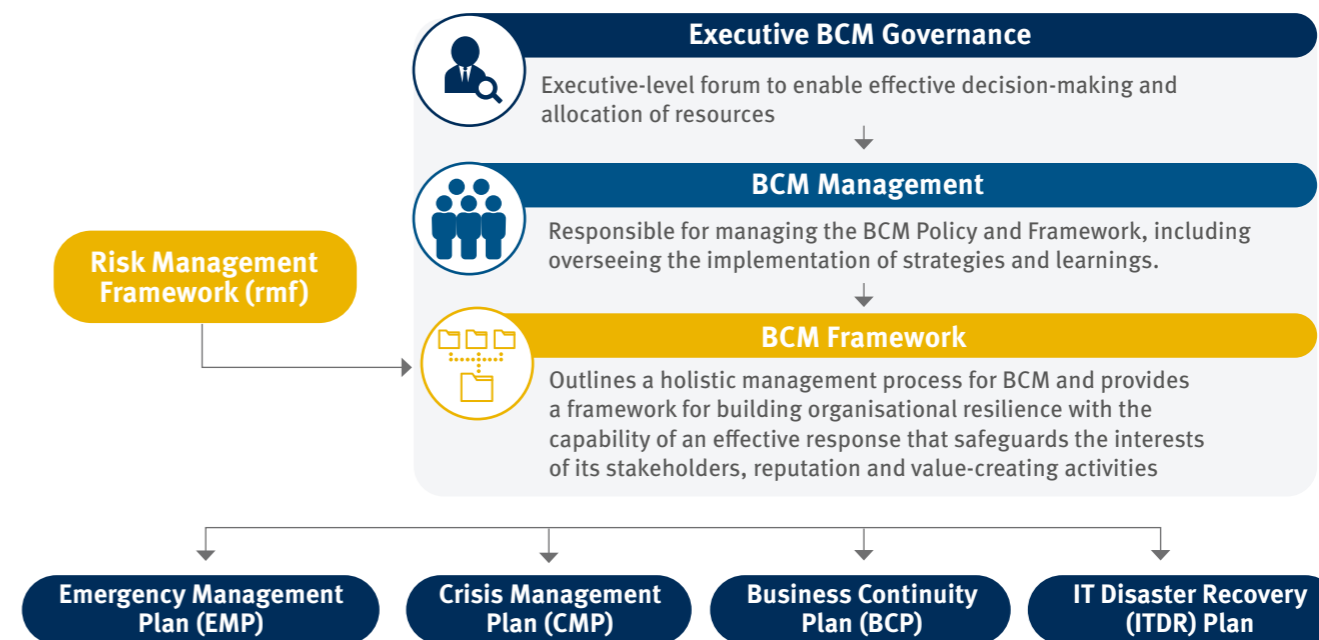 Executive BCM Governance
Executive-level forum to enable effective decision-making and
allocation of resources
BCM Management
Responsible for managing the BCM Policy and Framework, including
overseeing the implementation of strategies and learnings.
Risk Management
Framework (rmf)
BCM Framework
Outlines a holistic management process for BCM and provides
a framework for building organisational resilience with the
capability of an effective response that safeguards the interests
of its stakeholders, reputation and value-creating activities
Emergency Management
Plan (EMP)
Crisis Management
Plan (CMP)
Business Continuity
Plan (BCP)
IT Disaster Recovery
(ITDR) Plan